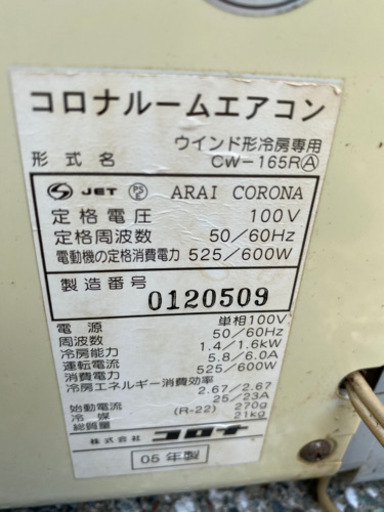 コロナルームエアコン
ウインド形冷房専用
形式名 CW-165RⒶ
JET ARAI CORONA
定格電圧 100V
定格周波数 50/60Hz
電動機の定格消費電力 525/600W
製造番号 0120509
電源 単相100V
周波数 50/60Hz
冷房能力 1.4/1.6kW
運転電流 5.8/6.0A
消費電力 525/600W
冷房エネルギー消費効率 2.67/2.67
始動電流 25/23A
冷媒 (R-22) 270g
総質量 21kg
株式会社 コロナ
05年製